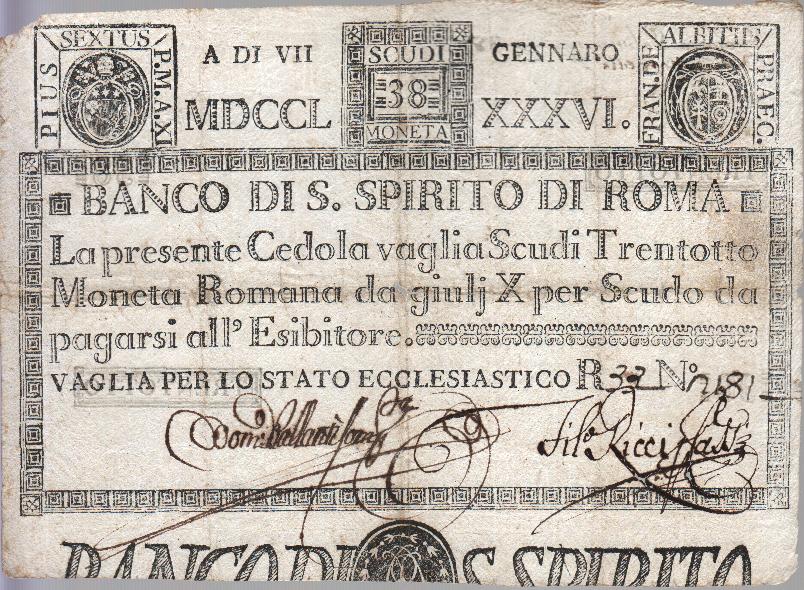 PIUS SEXTUS P.M.A.XI
A DI VII
SCUDI
38
MONETA
GENNARO
FRAN.DE ALBITIIS PRAEC.
MDCCL XXXVI.
BANCO DI S. SPIRITO DI ROMA
La presente Cedola vaglia Scudi Trentotto
Moneta Romana da giulj X per Scudo da
pagarsi all' Esibitore.
VAGLIA PER LO STATO ECCLESIASTICO R.
BANCO DI S. SPIRITO